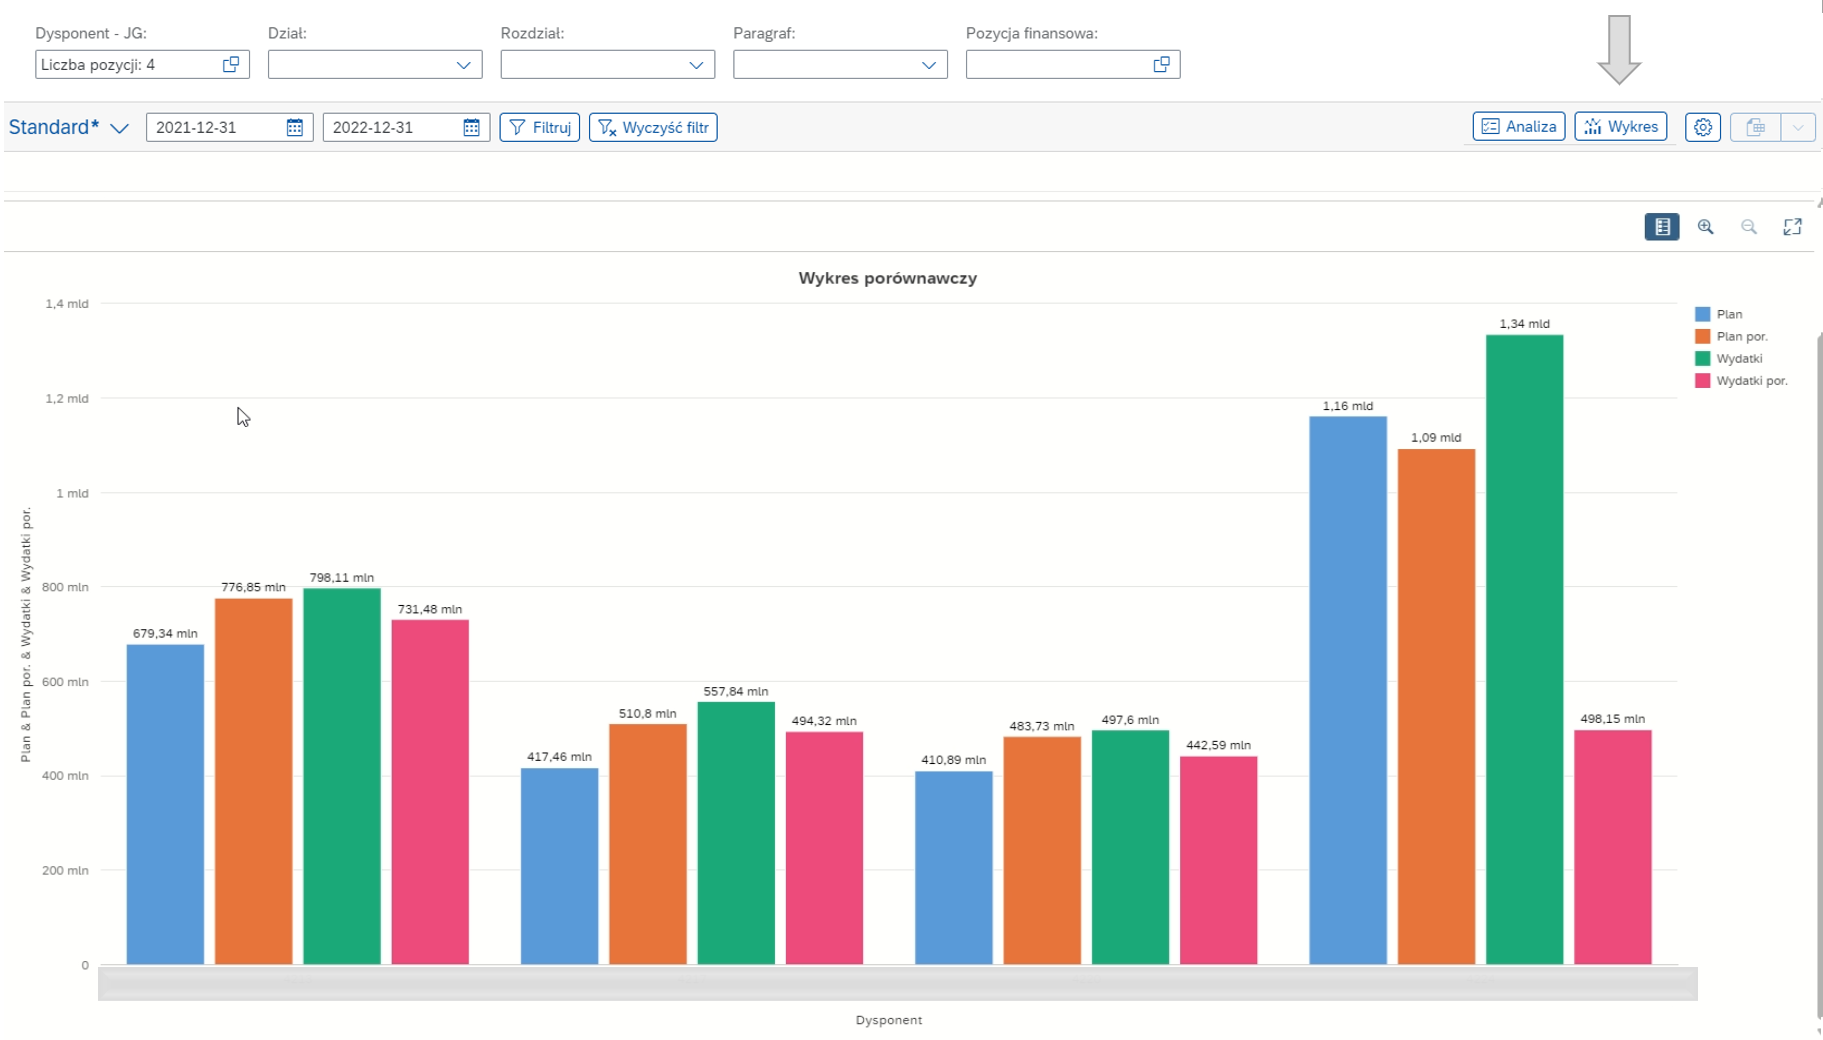 Dysponent - JG:
Dział:
Rozdział:
Paragraf:
Pozycja finansowa:
Liczba pozycji: 4
Standard*
2021-12-31
2022-12-31
Filtruj
Wyczyść filtr
Analiza
Wykres
Wykres porównawczy
Plan
Plan por.
Wydatki
Wydatki por.
Plan & Plan por. & Wydatki & Wydatki por.
1,4 mld
1,2 mld
1 mld
800 mln
600 mln
400 mln
200 mln
0
679,34 mln
776,85 mln
798,11 mln
731,48 mln
417,46 mln
510,8 mln
557,84 mln
494,32 mln
410,89 mln
483,73 mln
497,6 mln
442,59 mln
1,16 mld
1,09 mld
1,34 mld
498,15 mln
Dysponent